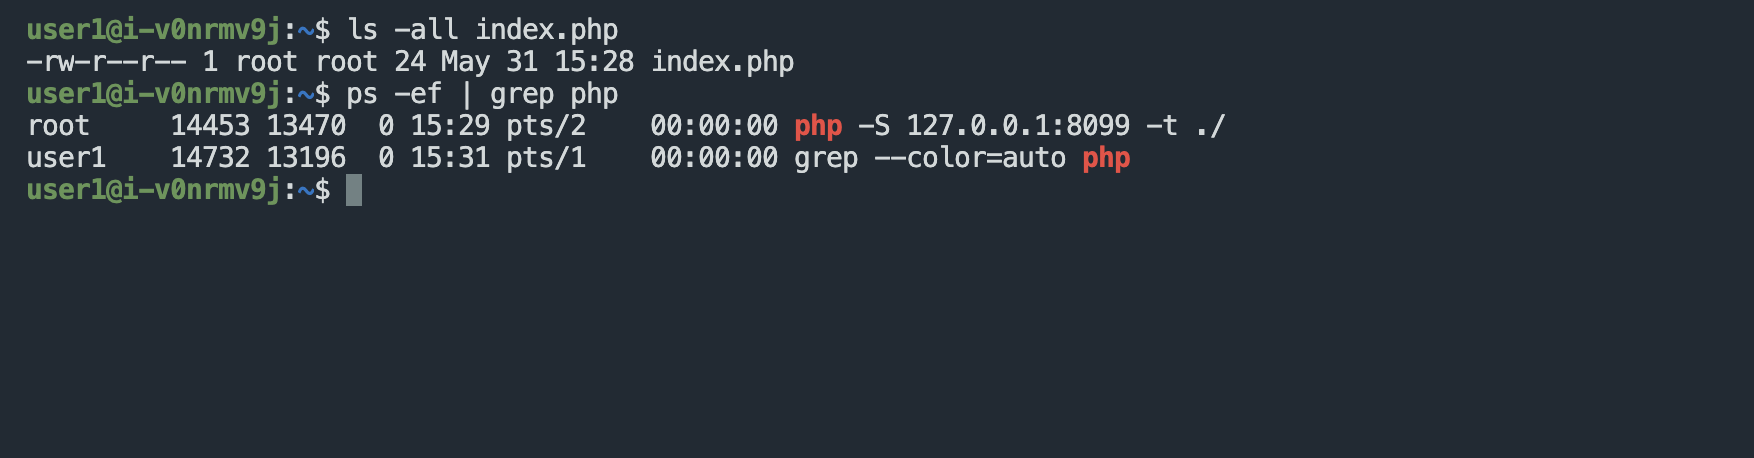 user1@i-v0nrmv9j:~$ ls -all index.php
-rw-r--r-- 1 root root 24 May 31 15:28 index.php
user1@i-v0nrmv9j:~$ ps -ef | grep php
root     14453 13470  0 15:29 pts/2    00:00:00 php -S 127.0.0.1:8099 -t ./
user1    14732 13196  0 15:31 pts/1    00:00:00 grep --color=auto php
user1@i-v0nrmv9j:~$